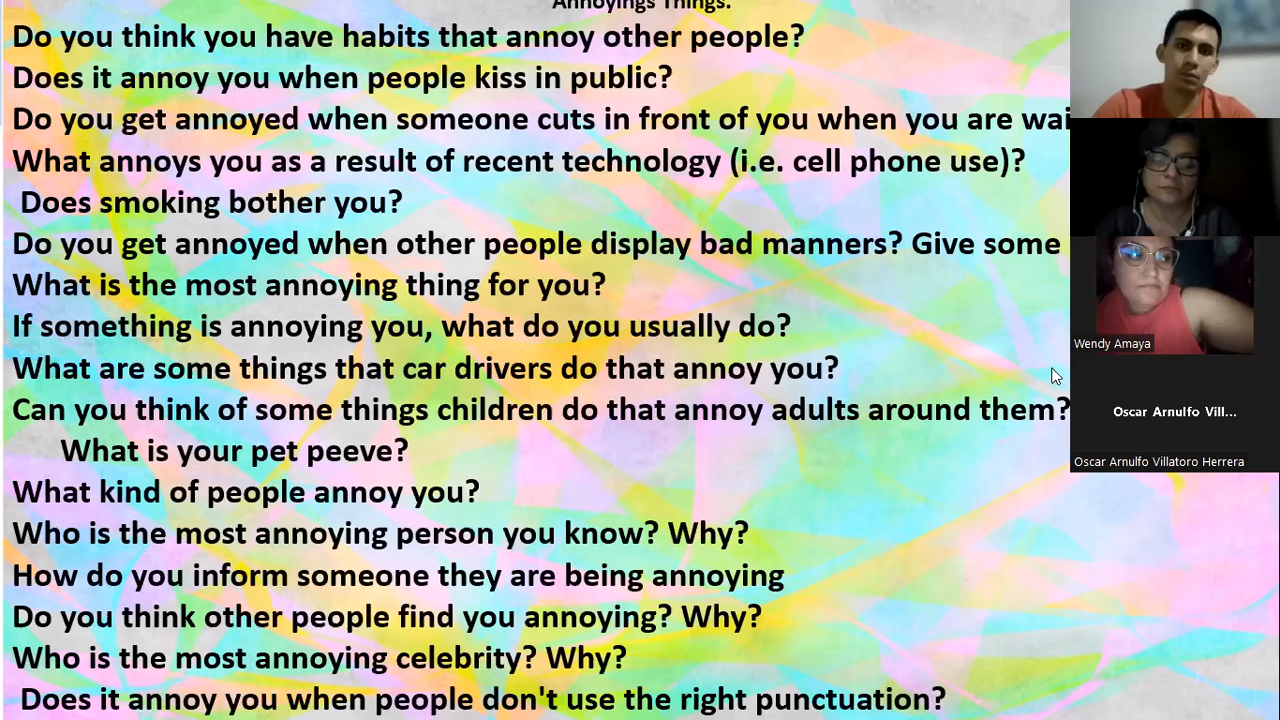 Annoyings Things.
Do you think you have habits that annoy other people?
Does it annoy you when people kiss in public?
Do you get annoyed when someone cuts in front of you when you are wai
What annoys you as a result of recent technology (i.e. cell phone use)?
Does smoking bother you?
Do you get annoyed when other people display bad manners? Give some
What is the most annoying thing for you?
If something is annoying you, what do you usually do?
What are some things that car drivers do that annoy you?
Can you think of some things children do that annoy adults around them?
What is your pet peeve?
What kind of people annoy you?
Who is the most annoying person you know? Why?
How do you inform someone they are being annoying
Do you think other people find you annoying? Why?
Who is the most annoying celebrity? Why?
Does it annoy you when people don't use the right punctuation?
Wendy Amaya
Oscar Arnulfo Vill...
Oscar Arnulfo Villatoro Herrera